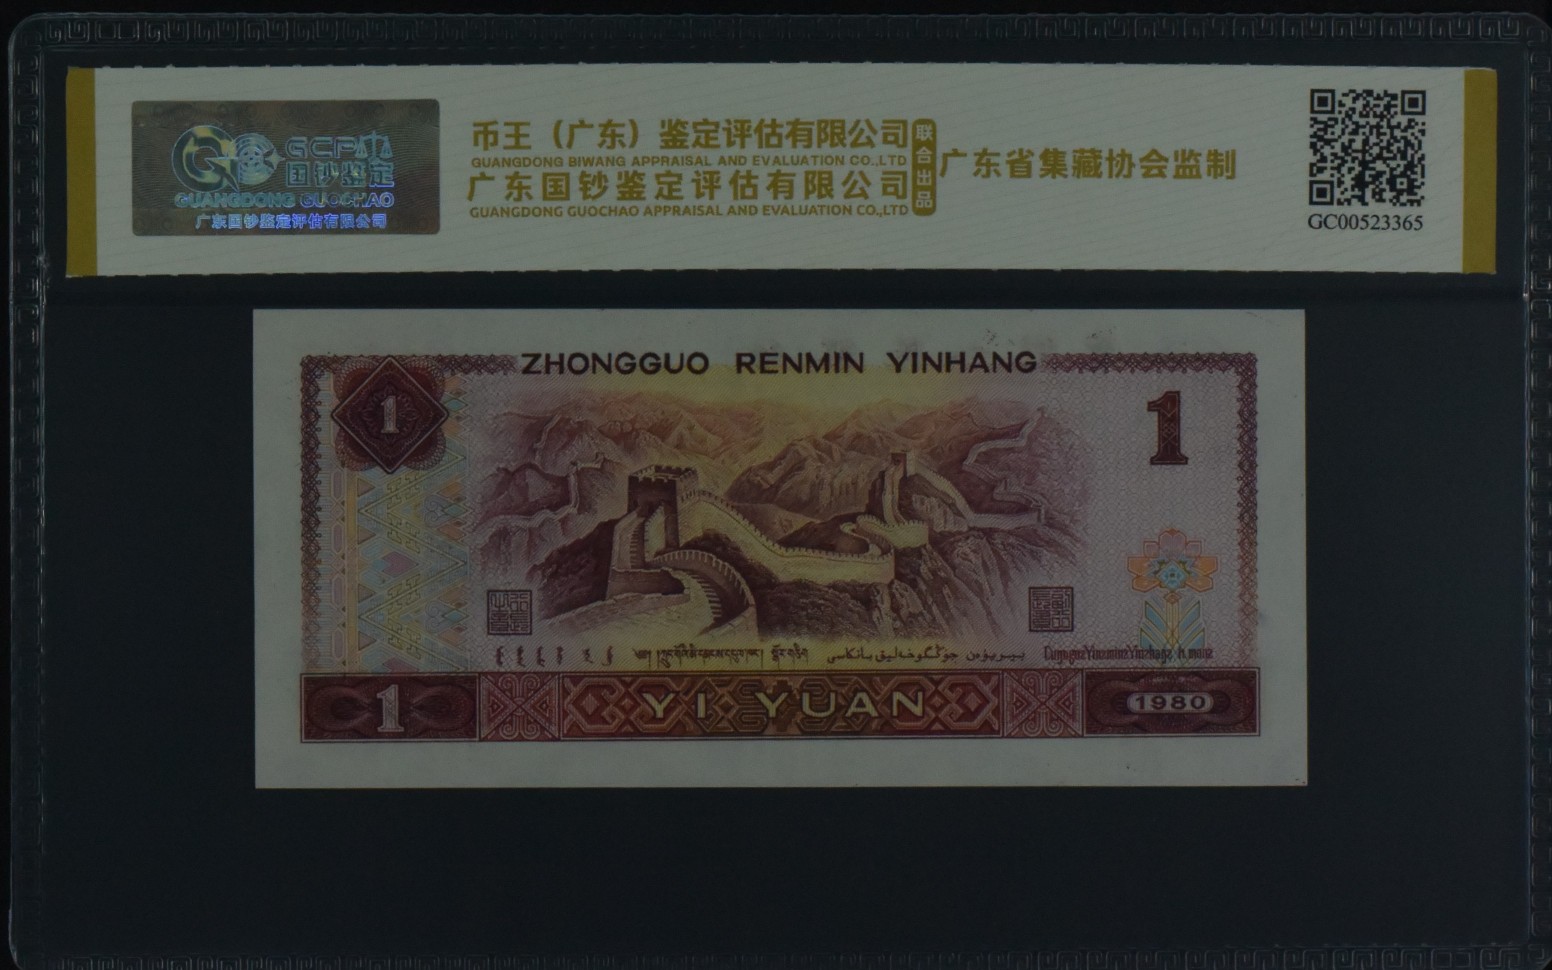 GCP
国钞鉴定
GUANGDONG GUOCHAO
广东国钞鉴定评估有限公司
币王（广东）鉴定评估有限公司
GUANGDONG BIWANG APPRAISAL AND EVALUATION CO.,LTD
广东国钞鉴定评估有限公司
GUANGDONG GUOCHAO APPRAISAL AND EVALUATION CO.,LTD
联合出品
广东省集藏协会监制
GC00523365
ZHONGGUO RENMIN YINHANG
1
1
1
YI YUAN
1980